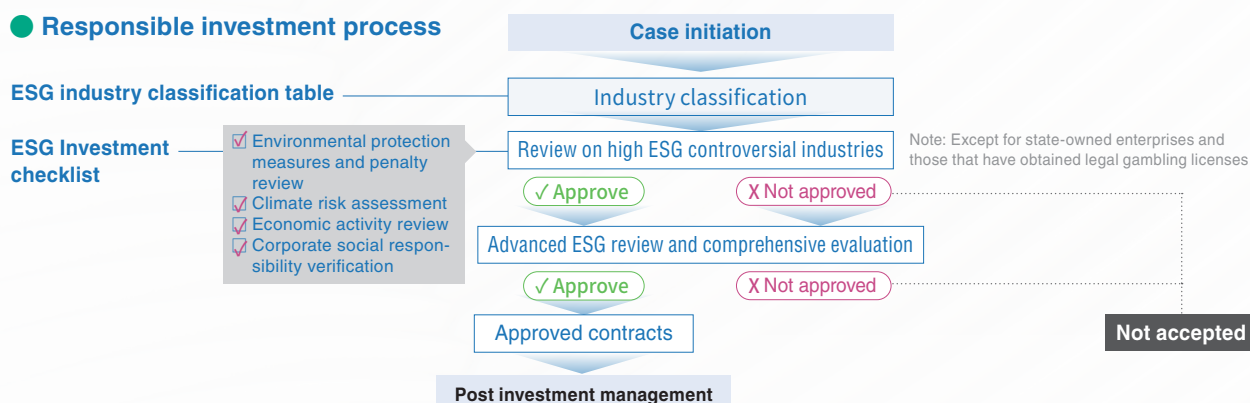 Responsible investment process
Case initiation
ESG industry classification table
Industry classification
ESG Investment
checklist
Environmental protection
measures and penalty
review
Climate risk assessment
Economic activity review
Corporate social respon-
sibility verification
Review on high ESG controversial industries
Note: Except for state-owned enterprises and
those that have obtained legal gambling licenses
✓ Approve
X Not approved
Advanced ESG review and comprehensive evaluation
✓ Approve
X Not approved
Approved contracts
Not accepted
Post investment management